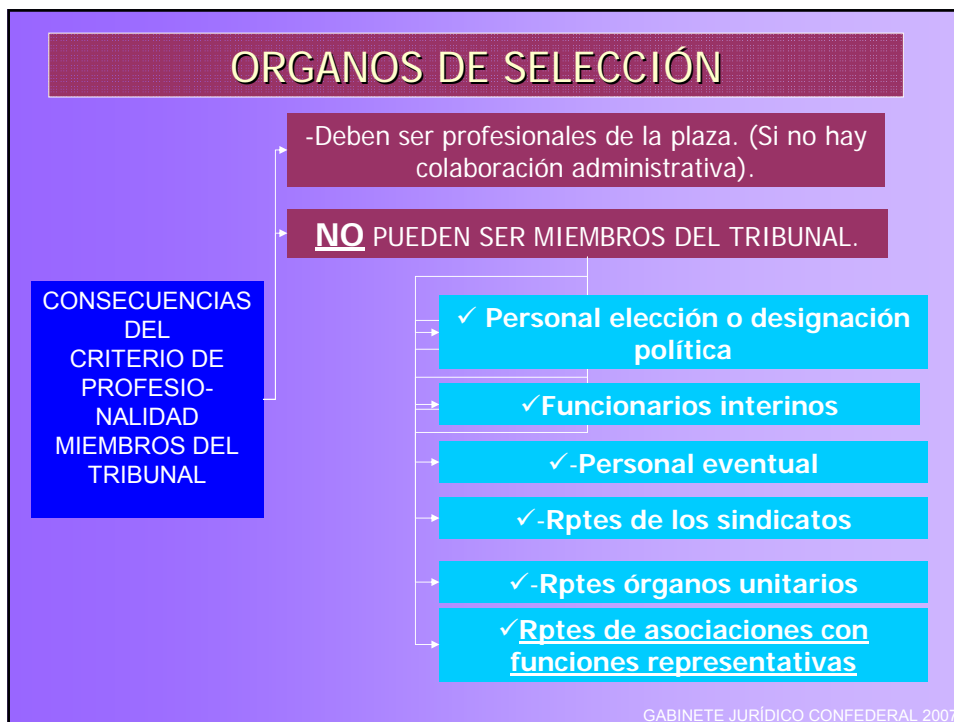 ORGANOS DE SELECCIÓN
-Deben ser profesionales de la plaza. (Si no hay
colaboración administrativa).
NO PUEDEN SER MIEMBROS DEL TRIBUNAL.
CONSECUENCIAS
DEL
CRITERIO DE
PROFESIO-
NALIDAD
MIEMBROS DEL
TRIBUNAL
✓ Personal elección o designación
política
✓Funcionarios interinos
✓-Personal eventual
✓-Rptes de los sindicatos
✓-Rptes órganos unitarios
✓Rptes de asociaciones con
funciones representativas
GABINETE JURÍDICO CONFEDERAL 2007